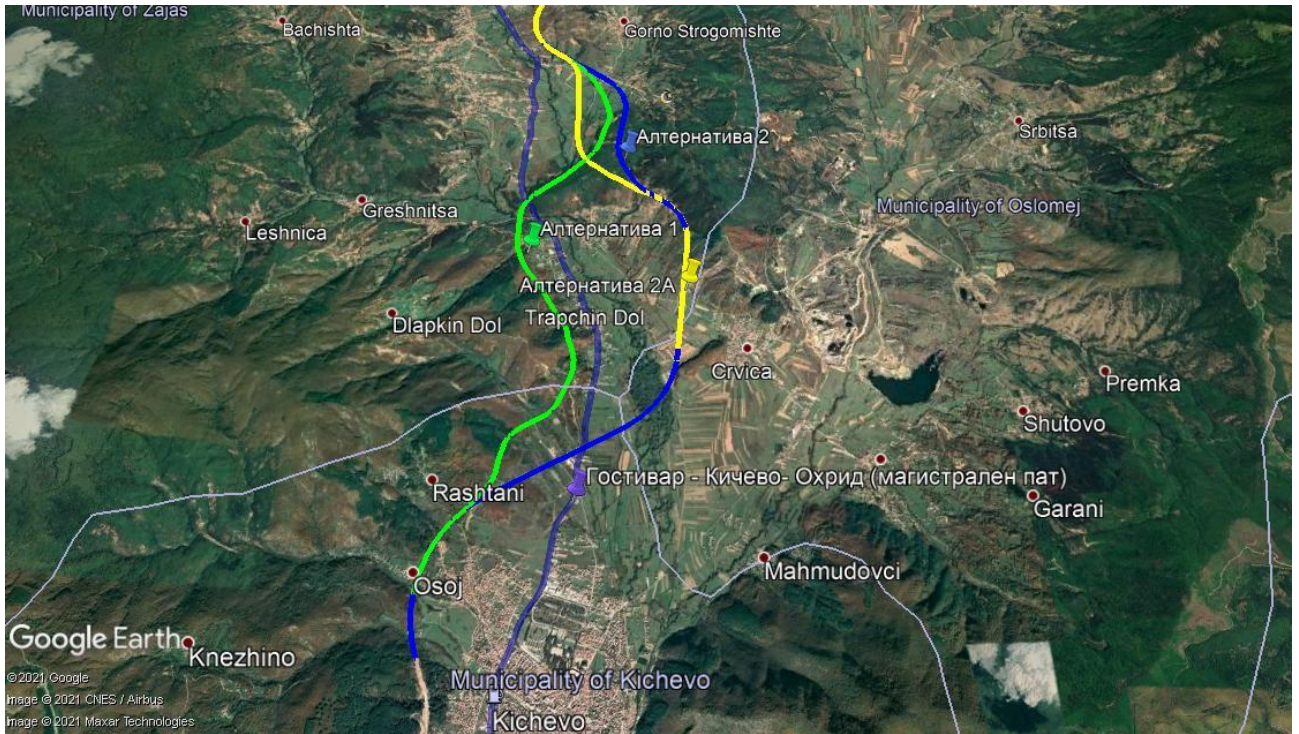 Municipality of Zajas
Bachishta
Gorno Strogomishte
Алтернатива 2
Srbitsa
Greshnitsa
Municipality of Oslomej
Leshnica
Алтернатива 1
Алтернатива 2А
Trapchin Dol
Dlapkin Dol
Crvica
Premka
Shutovo
Гостивар - Кичево- Охрид (магистрален пат)
Rashtani
Garani
Mahmudovci
Osoj
Google Earth
Knezhino
©2021 Google
Municipality of Kichevo
Image © 2021 CNES / Airbus
Image © 2021 Maxar Technologies
Kichevo